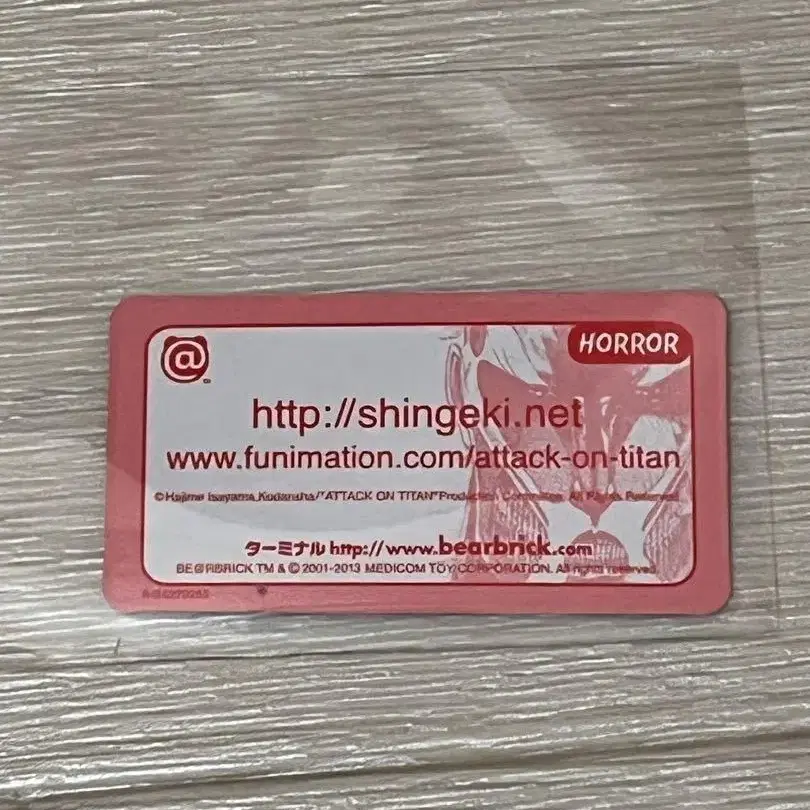 @
HORROR
http://shingeki.net
www.funimation.com/attack-on-titan
©Hajime Isayama,Kodansha/"ATTACK ON TITAN"Production Committee. All Rights Reserved.
ターミナル http://www.bearbrick.com
BE@RBRICK TM & © 2001-2013 MEDICOM TOY CORPORATION. All rights reserved.